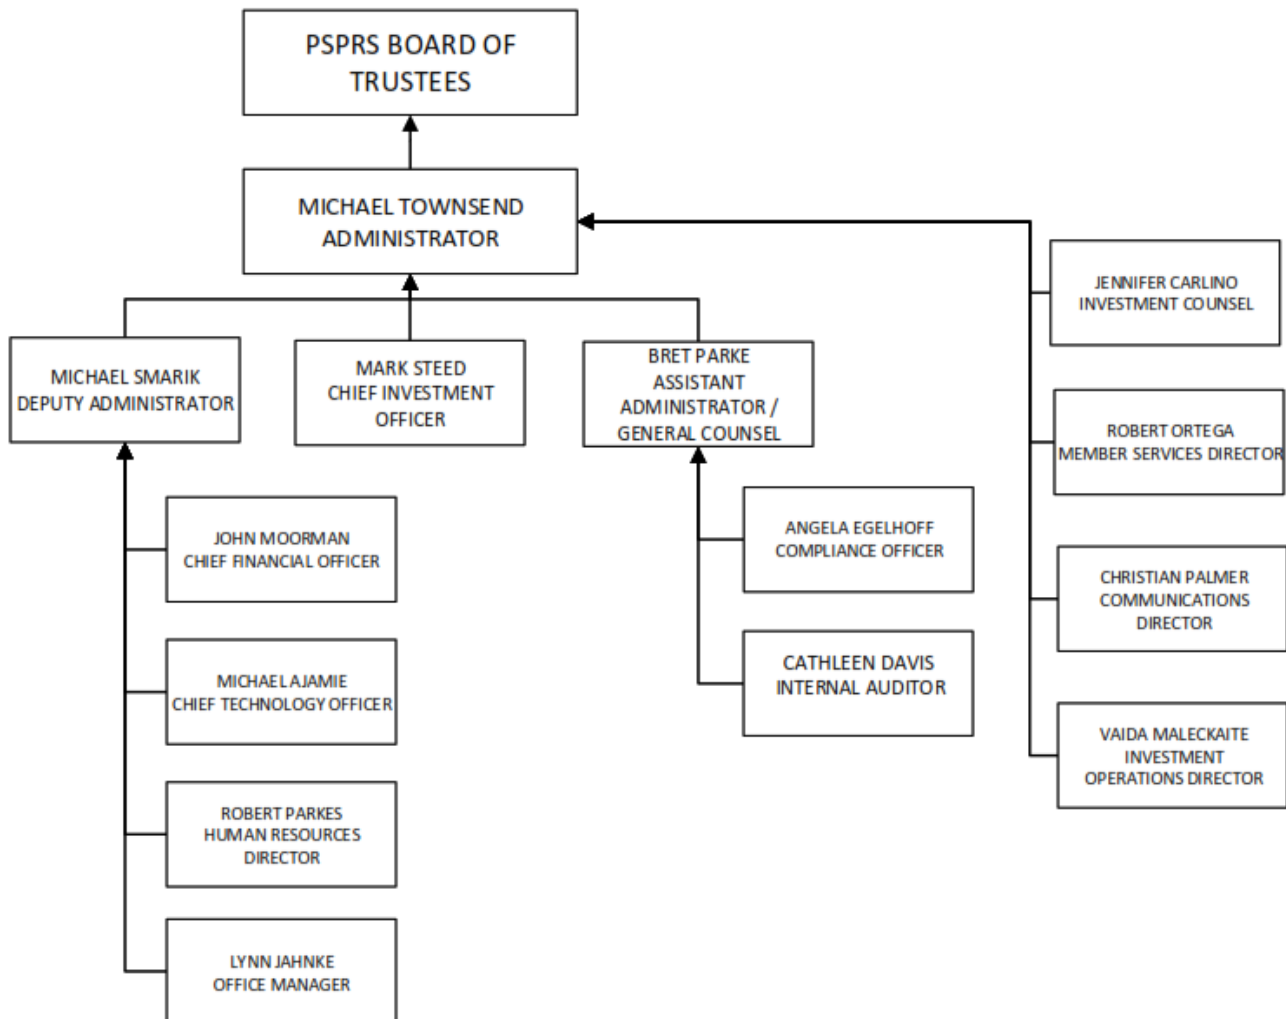 PSPRS BOARD OF
TRUSTEES
MICHAEL TOWNSEND
ADMINISTRATOR
MICHAEL SMARIK
DEPUTY ADMINISTRATOR
MARK STEED
CHIEF INVESTMENT
OFFICER
BRET PARKE
ASSISTANT
ADMINISTRATOR /
GENERAL COUNSEL
JOHN MOORMAN
CHIEF FINANCIAL OFFICER
MICHAEL AJAMIE
CHIEF TECHNOLOGY OFFICER
ROBERT PARKES
HUMAN RESOURCES
DIRECTOR
LYNN JAHNKE
OFFICE MANAGER
ANGELA EGELHOFF
COMPLIANCE OFFICER
CATHLEEN DAVIS
INTERNAL AUDITOR
JENNIFER CARLINO
INVESTMENT COUNSEL
ROBERT ORTEGA
MEMBER SERVICES DIRECTOR
CHRISTIAN PALMER
COMMUNICATIONS
DIRECTOR
VAIDA MALECKAITE
INVESTMENT
OPERATIONS DIRECTOR